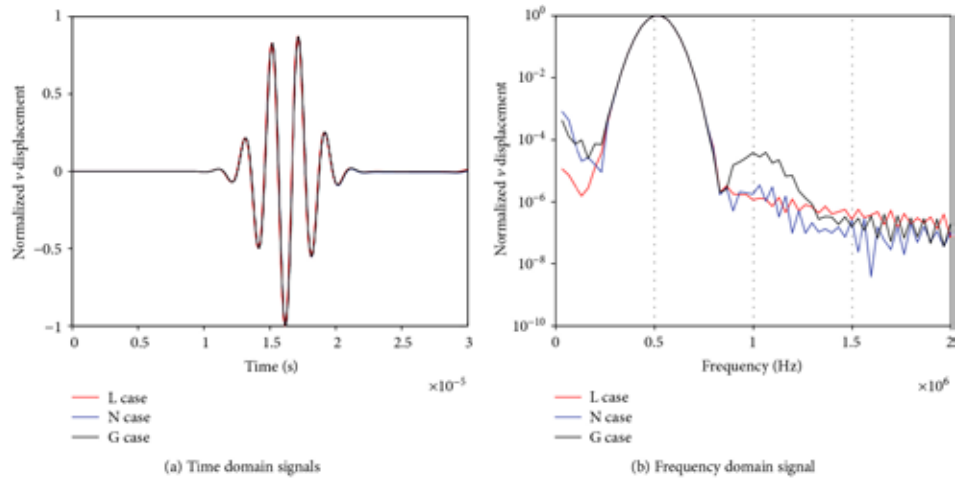 1
0.5
0
−0.5
−1
Normalized v displacement
0 0.5 1 1.5 2 2.5 3
Time (s)
×10⁻⁵
L case
N case
G case
(a) Time domain signals
10⁰
10⁻²
10⁻⁴
10⁻⁶
10⁻⁸
10⁻¹⁰
Normalized v displacement
0 0.5 1 1.5 2
Frequency (Hz)
×10⁶
L case
N case
G case
(b) Frequency domain signal